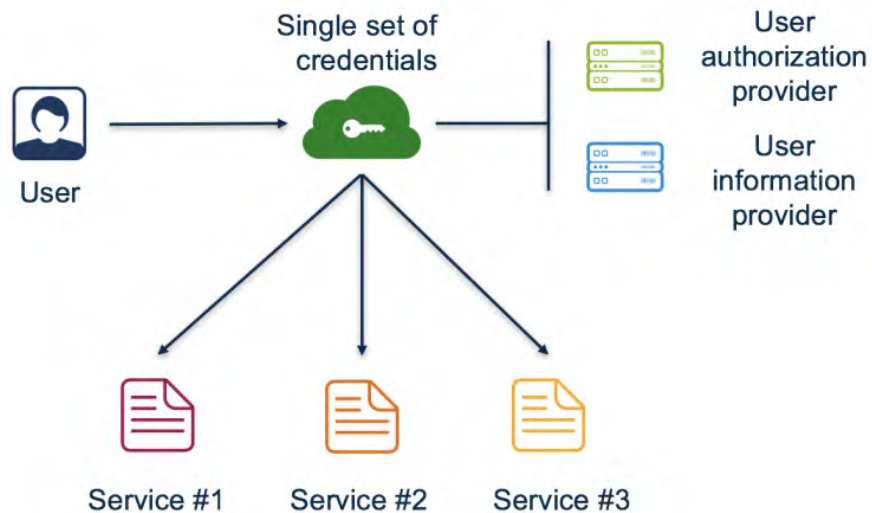 Single set of
credentials
User
authorization
provider
User
User
information
provider
Service #1
Service #2
Service #3